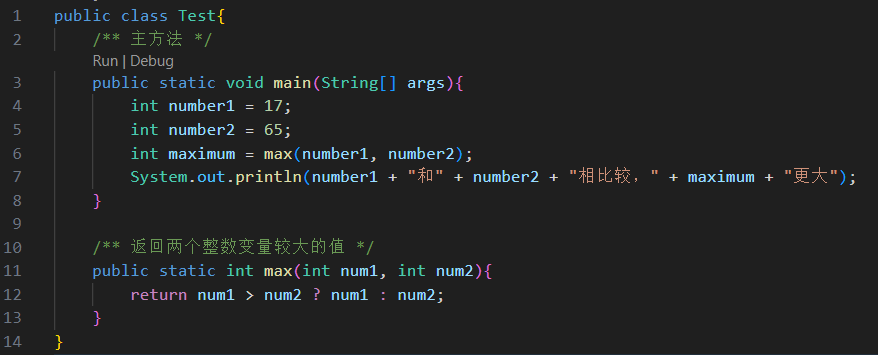 1 public class Test{
2 /** 主方法 */
Run | Debug
3 public static void main(String[] args){
4 int number1 = 17;
5 int number2 = 65;
6 int maximum = max(number1, number2);
7 System.out.println(number1 + "和" + number2 + "相比较，" + maximum + "更大");
8 }
9
10 /** 返回两个整数变量较大的值 */
11 public static int max(int num1, int num2){
12 return num1 > num2 ? num1 : num2;
13 }
14 }